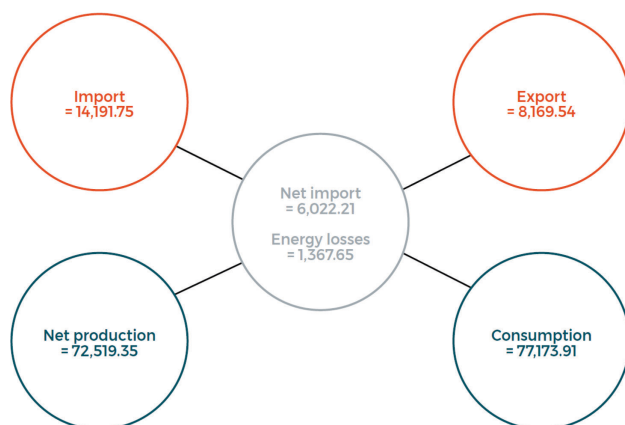 Import
= 14,191.75
Export
= 8,169.54
Net import
= 6,022.21
Energy losses
= 1,367.65
Net production
= 72,519.35
Consumption
= 77,173.91